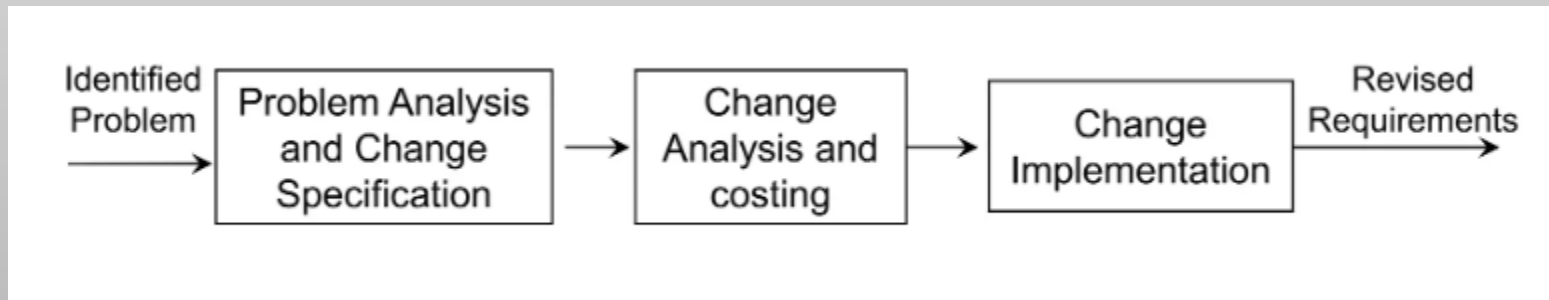 Identified
Problem
Problem Analysis
and Change
Specification
Change
Analysis and
costing
Change
Implementation
Revised
Requirements